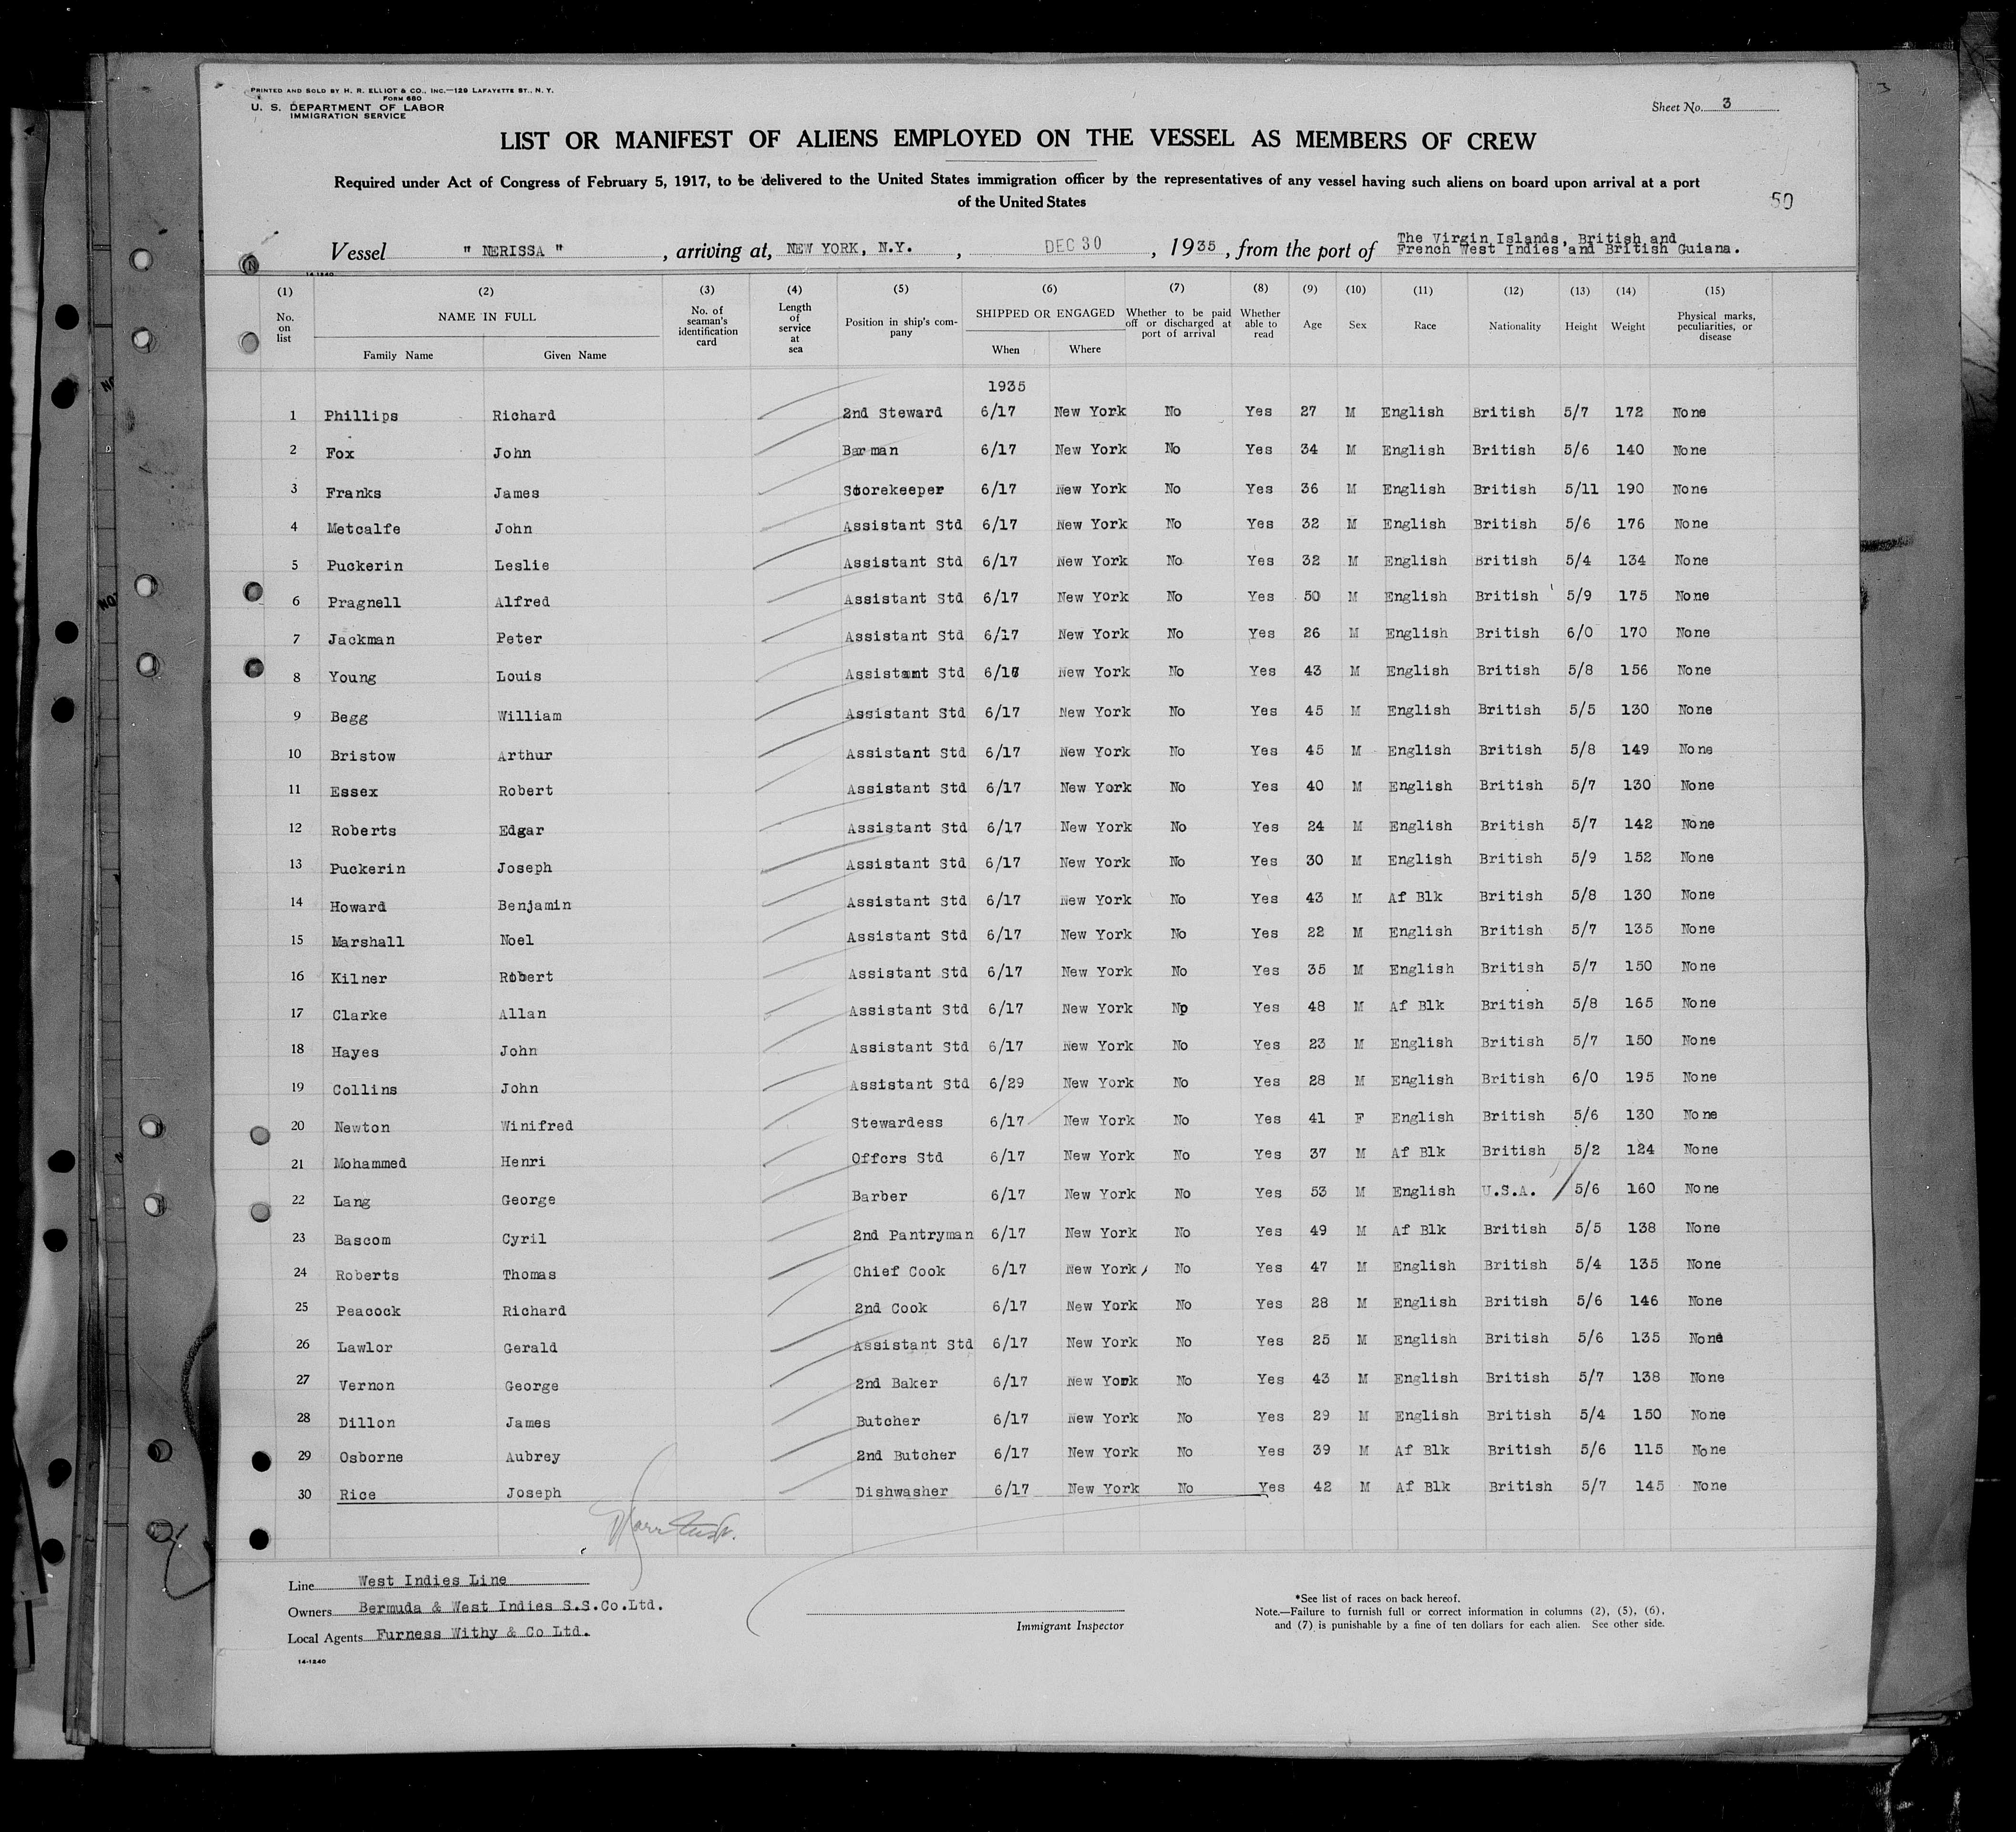 PRINTED AND SOLD BY H. R. ELLIOT & CO., INC.—129 LAFAYETTE ST., N. Y.
FORM 680
U. S. DEPARTMENT OF LABOR
IMMIGRATION SERVICE
Sheet No. 3
LIST OR MANIFEST OF ALIENS EMPLOYED ON THE VESSEL AS MEMBERS OF CREW
Required under Act of Congress of February 5, 1917, to be delivered to the United States immigration officer by the representatives of any vessel having such aliens on board upon arrival at a port
of the United States
50
Vessel " NERISSA " , arriving at, NEW YORK, N.Y. , DEC 30 , 1935, from the port of The Virgin Islands, British and French West Indies and British Guiana.
14-1240
(1) No. on list (2) NAME IN FULL Family Name Given Name (3) No. of seaman's identification card (4) Length of service at sea (5) Position in ship's company (6) SHIPPED OR ENGAGED When Where (7) Whether to be paid off or discharged at port of arrival (8) Whether able to read (9) Age (10) Sex (11) Race (12) Nationality (13) Height (14) Weight (15) Physical marks, peculiarities, or disease
1935
1 Phillips Richard 2nd Steward 6/17 New York No Yes 27 M English British 5/7 172 None
2 Fox John Barman 6/17 New York No Yes 34 M English British 5/6 140 None
3 Franks James Storekeeper 6/17 New York No Yes 36 M English British 5/11 190 None
4 Metcalfe John Assistant Std 6/17 New York No Yes 32 M English British 5/6 176 None
5 Puckerin Leslie Assistant Std 6/17 New York No Yes 32 M English British 5/4 134 None
6 Pragnell Alfred Assistant Std 6/17 New York No Yes 50 M English British 5/9 175 None
7 Jackman Peter Assistant Std 6/17 New York No Yes 26 M English British 6/0 170 None
8 Young Louis Assistant Std 6/17 New York No Yes 43 M English British 5/8 156 None
9 Begg William Assistant Std 6/17 New York No Yes 45 M English British 5/5 130 None
10 Bristow Arthur Assistant Std 6/17 New York No Yes 45 M English British 5/8 149 None
11 Essex Robert Assistant Std 6/17 New York No Yes 40 M English British 5/7 130 None
12 Roberts Edgar Assistant Std 6/17 New York No Yes 24 M English British 5/7 142 None
13 Puckerin Joseph Assistant Std 6/17 New York No Yes 30 M English British 5/9 152 None
14 Howard Benjamin Assistant Std 6/17 New York No Yes 43 M Af Blk British 5/8 130 None
15 Marshall Noel Assistant Std 6/17 New York No Yes 22 M English British 5/7 135 None
16 Kilner Robert Assistant Std 6/17 New York No Yes 35 M English British 5/7 150 None
17 Clarke Allan Assistant Std 6/17 New York No Yes 48 M Af Blk British 5/8 165 None
18 Hayes John Assistant Std 6/17 New York No Yes 23 M English British 5/7 150 None
19 Collins John Assistant Std 6/29 New York No Yes 28 M English British 6/0 195 None
20 Newton Winifred Stewardess 6/17 New York No Yes 41 F English British 5/6 130 None
21 Mohammed Henri Offcrs Std 6/17 New York No Yes 37 M Af Blk British 5/2 124 None
22 Lang George Barber 6/17 New York No Yes 53 M English U.S.A. 5/6 160 None
23 Bascom Cyril 2nd Pantryman 6/17 New York No Yes 49 M Af Blk British 5/5 138 None
24 Roberts Thomas Chief Cook 6/17 New York No Yes 47 M English British 5/4 135 None
25 Peacock Richard 2nd Cook 6/17 New York No Yes 28 M English British 5/6 146 None
26 Lawlor Gerald Assistant Std 6/17 New York No Yes 25 M English British 5/6 135 None
27 Vernon George 2nd Baker 6/17 New York No Yes 43 M English British 5/7 138 None
28 Dillon James Butcher 6/17 New York No Yes 29 M English British 5/4 150 None
29 Osborne Aubrey 2nd Butcher 6/17 New York No Yes 39 M Af Blk British 5/6 115 None
30 Rice Joseph Dishwasher 6/17 New York No Yes 42 M Af Blk British 5/7 145 None
Line West Indies Line
Owners Bermuda & West Indies S.S.Co.Ltd.
Local Agents Furness Withy & Co Ltd.
14-1240
Immigrant Inspector
*See list of races on back hereof.
Note.—Failure to furnish full or correct information in columns (2), (5), (6),
and (7) is punishable by a fine of ten dollars for each alien. See other side.